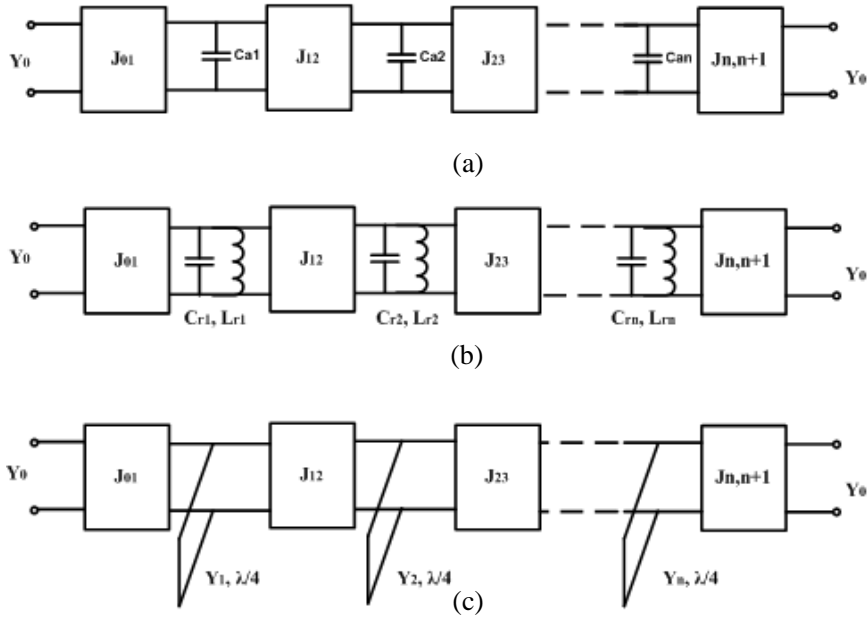 Y0 J01 Ca1 J12 Ca2 J23 Can Jn,n+1 Y0
(a)
Y0 J01 J12 J23 Jn,n+1 Y0
Cr1, Lr1 Cr2, Lr2 Crn, Lrn
(b)
Y0 J01 J12 J23 Jn,n+1 Y0
Y1, λ/4 Y2, λ/4 Yn, λ/4
(c)